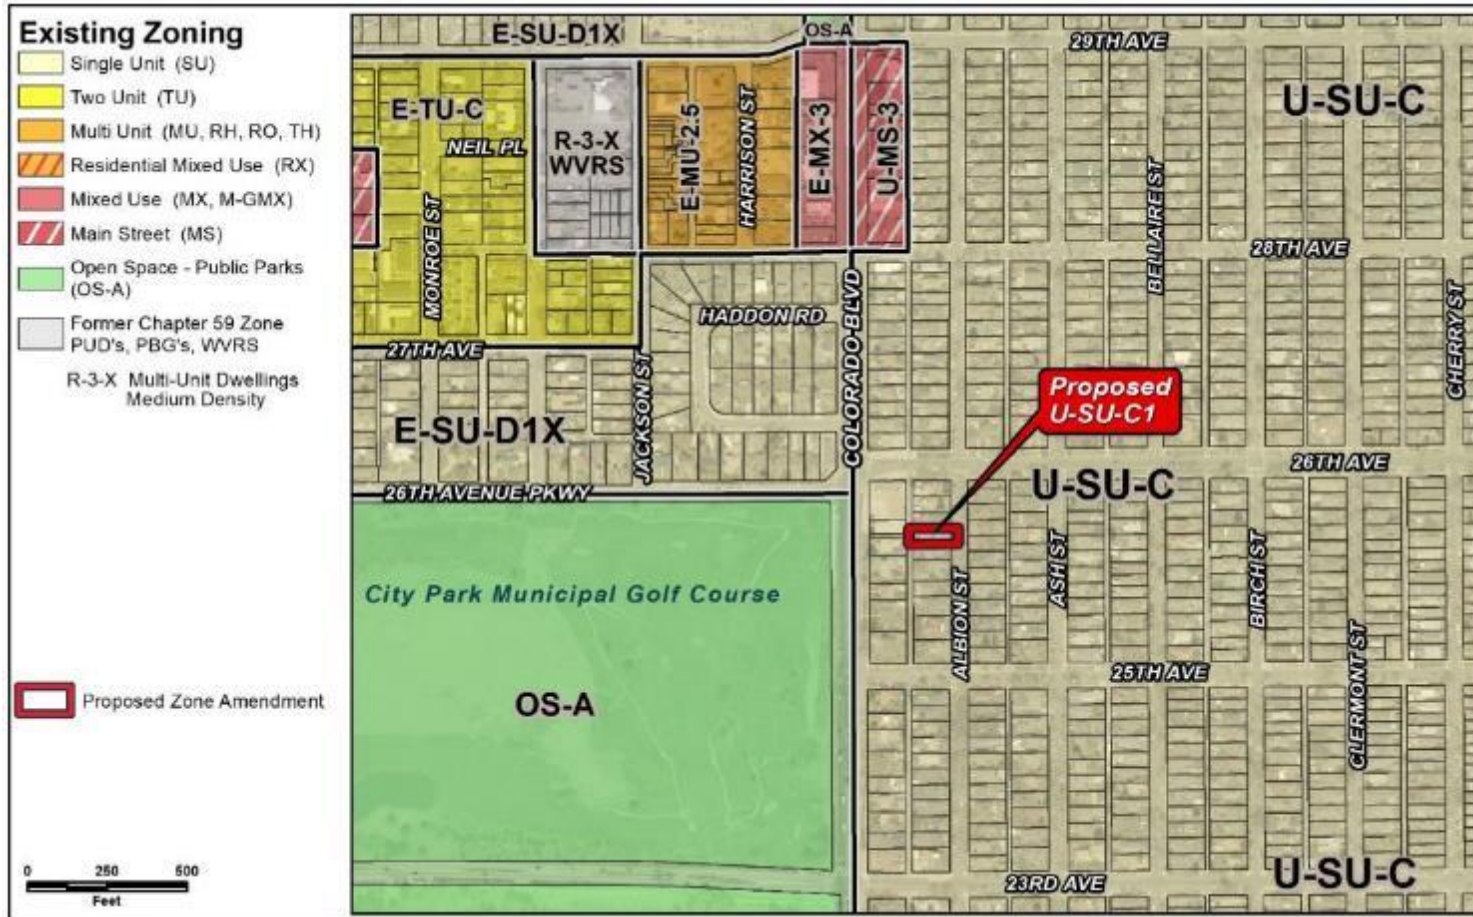 Existing Zoning
Single Unit (SU)
Two Unit (TU)
Multi Unit (MU, RH, RO, TH)
Residential Mixed Use (RX)
Mixed Use (MX, M-GMX)
Main Street (MS)
Open Space - Public Parks
(OS-A)
Former Chapter 59 Zone
PUD's, PBG's, WVRS
R-3-X Multi-Unit Dwellings
Medium Density
Proposed Zone Amendment
0 250 500
Feet
E-SU-D1X
OS-A
29TH AVE
E-TU-C
NEIL PL
R-3-X
WVRS
E-MU-2.5
HARRISON ST
E-MX-3
U-MS-3
U-SU-C
MONROE ST
BELLAIRE ST
28TH AVE
HADDON RD
COLORADO BLVD
CHERRY ST
27TH AVE
JACKSON ST
Proposed
U-SU-C1
E-SU-D1X
26TH AVE
U-SU-C
26TH AVENUE PKWY
ASH ST
BIRCH ST
City Park Municipal Golf Course
ALBION ST
CLERMONT ST
25TH AVE
OS-A
23RD AVE
U-SU-C